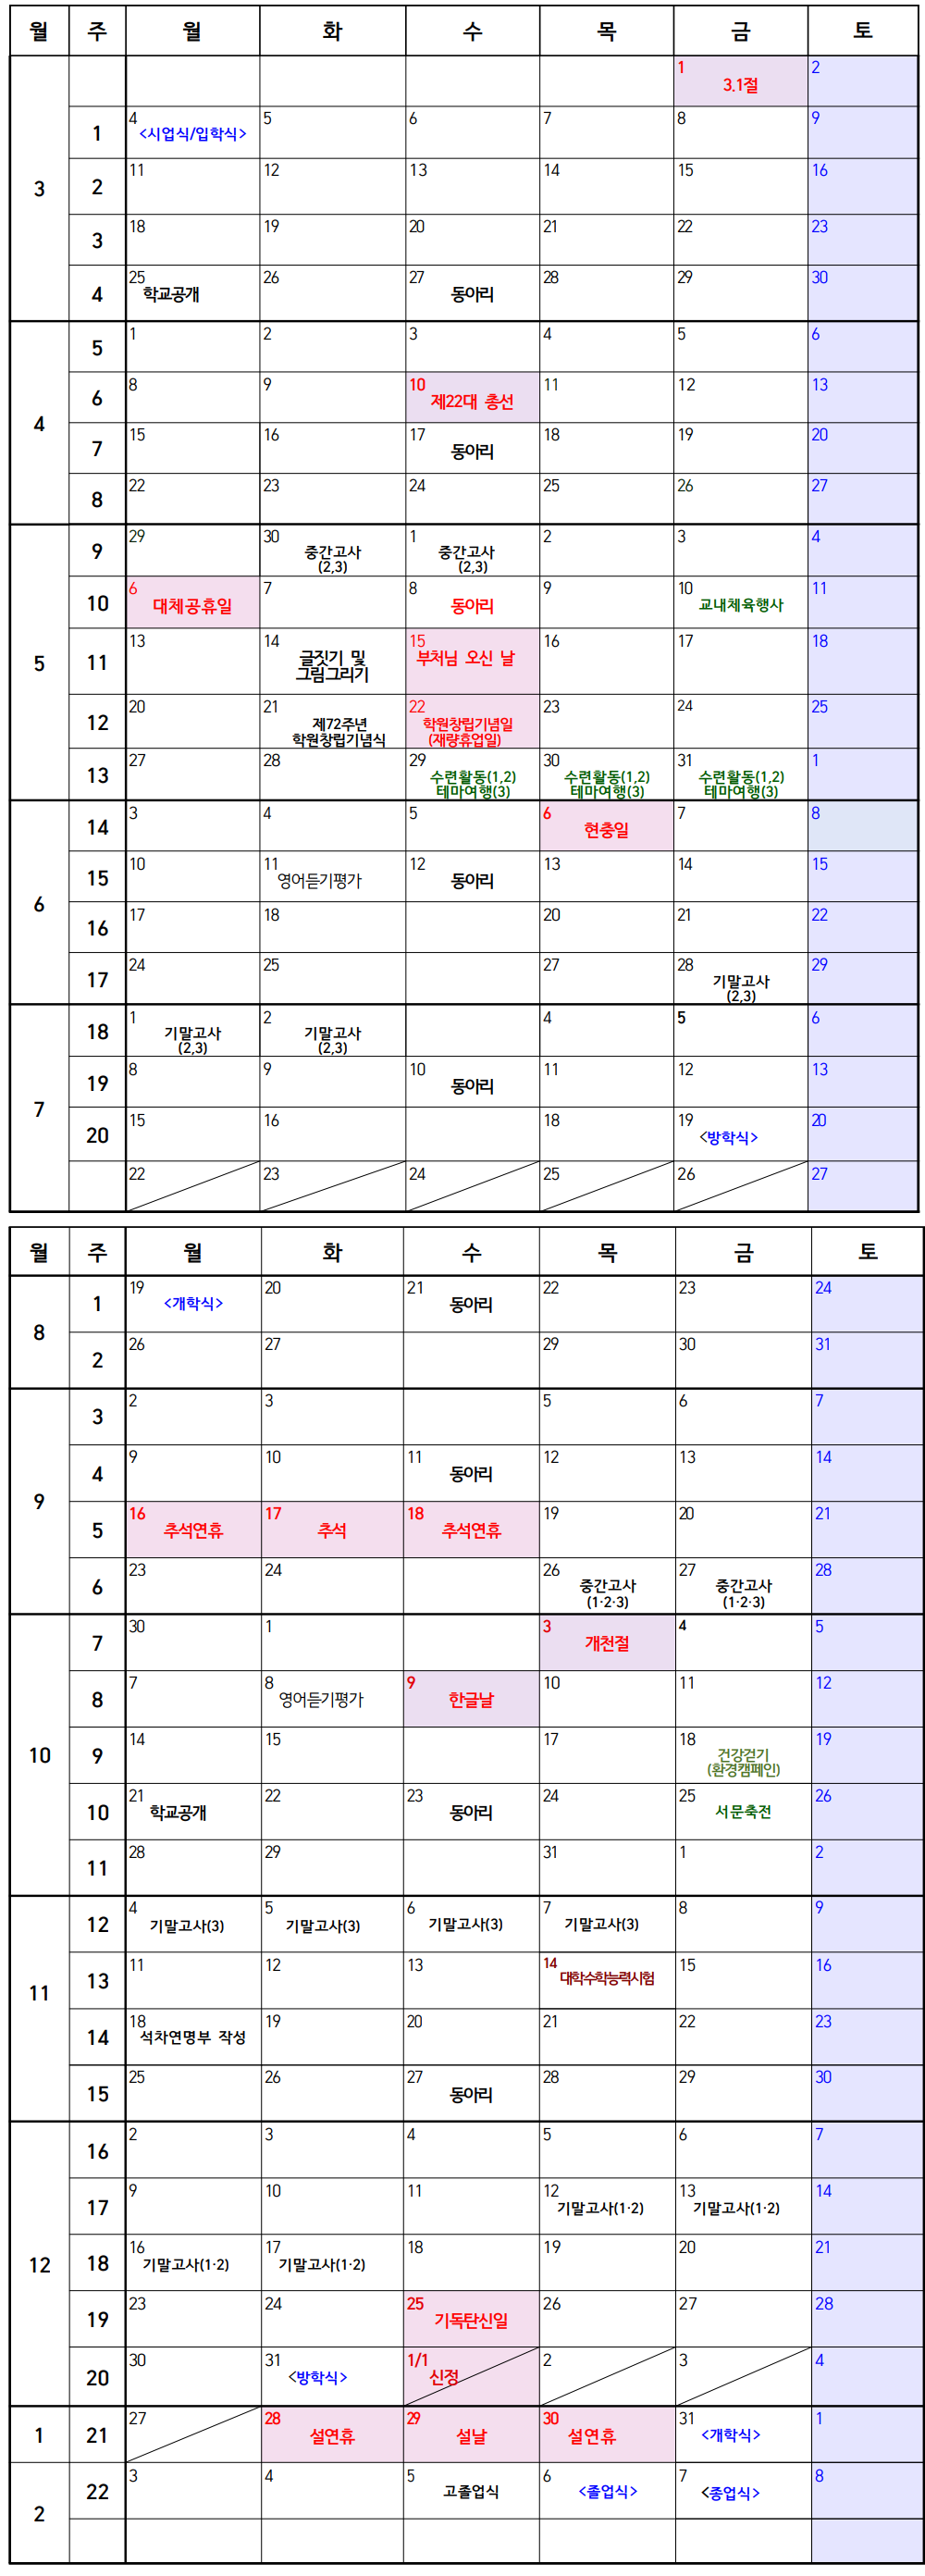 월 주 월 화 수 목 금 토
1 2
3.1절
3
1 4 5 6 7 8 9
<시업식/입학식>
2 11 12 13 14 15 16
3 18 19 20 21 22 23
4 25 26 27 28 29 30
학교공개 동아리
4
5 1 2 3 4 5 6
6 8 9 10 11 12 13
제22대 총선
7 15 16 17 18 19 20
동아리
8 22 23 24 25 26 27
5
9 29 30 1 2 3 4
중간고사 중간고사
(2,3) (2,3)
10 6 7 8 9 10 11
대체공휴일 동아리 교내체육행사
11 13 14 15 16 17 18
글짓기 및 부처님 오신 날
그림그리기
12 20 21 22 23 24 25
제72주년 학원창립기념일
학원창립기념식 (재량휴업일)
13 27 28 29 30 31 1
수련활동(1,2) 수련활동(1,2) 수련활동(1,2)
테마여행(3) 테마여행(3) 테마여행(3)
6
14 3 4 5 6 7 8
현충일
15 10 11 12 13 14 15
영어듣기평가 동아리
16 17 18 20 21 22
17 24 25 27 28 29
기말고사
(2,3)
7
18 1 2 4 5 6
기말고사 기말고사
(2,3) (2,3)
19 8 9 10 11 12 13
동아리
20 15 16 18 19 20
<방학식>
22 23 24 25 26 27
월 주 월 화 수 목 금 토
8
1 19 20 21 22 23 24
<개학식> 동아리
2 26 27 29 30 31
9
3 2 3 5 6 7
4 9 10 11 12 13 14
동아리
5 16 17 18 19 20 21
추석연휴 추석 추석연휴
6 23 24 26 27 28
중간고사 중간고사
(1·2·3) (1·2·3)
10
7 30 1 3 4 5
개천절
8 7 8 9 10 11 12
영어듣기평가 한글날
9 14 15 17 18 19
건강걷기
(환경캠페인)
10 21 22 23 24 25 26
학교공개 동아리 서문축전
11 28 29 31 1 2
11
12 4 5 6 7 8 9
기말고사(3) 기말고사(3) 기말고사(3) 기말고사(3)
13 11 12 13 14 15 16
대학수학능력시험
14 18 19 20 21 22 23
석차연명부 작성
15 25 26 27 28 29 30
동아리
12
16 2 3 4 5 6 7
17 9 10 11 12 13 14
기말고사(1·2) 기말고사(1·2)
18 16 17 18 19 20 21
기말고사(1·2) 기말고사(1·2)
19 23 24 25 26 27 28
기독탄신일
20 30 31 1/1 2 3 4
<방학식> 신정
1 21 27 28 29 30 31 1
설연휴 설날 설연휴 <개학식>
2
22 3 4 5 6 7 8
고졸업식 <졸업식> <종업식>